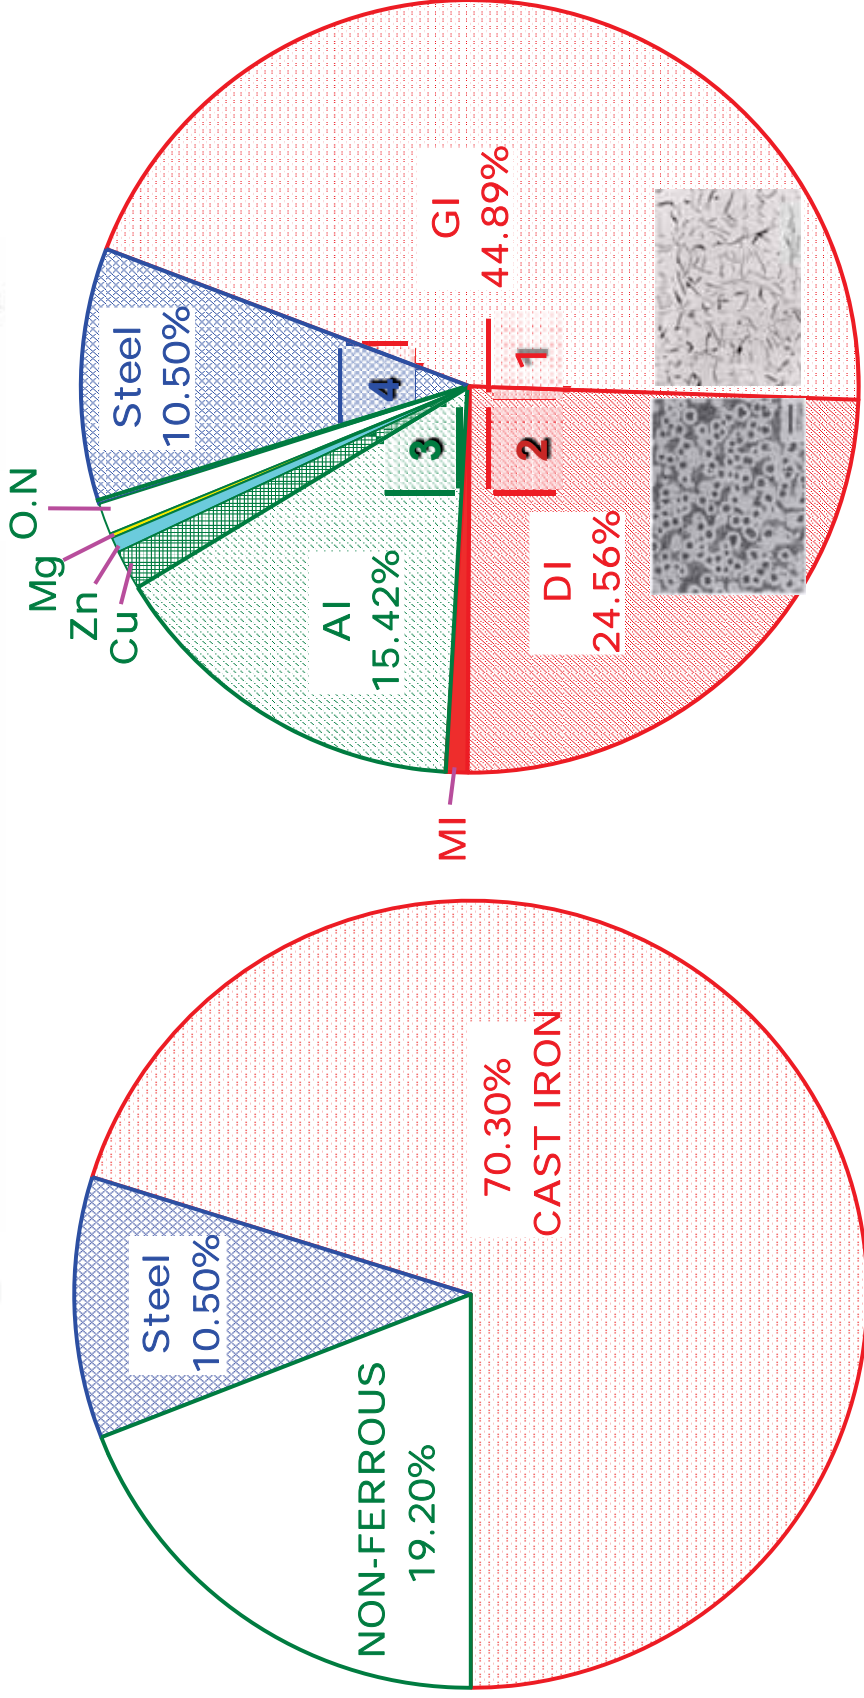 Steel
10.50%
NON-FERROUS
19.20%
70.30%
CAST IRON
O.N
Mg
Zn
Cu
Steel
10.50%
Al
15.42%
4
3
GI
44.89%
MI
1
2
DI
24.56%